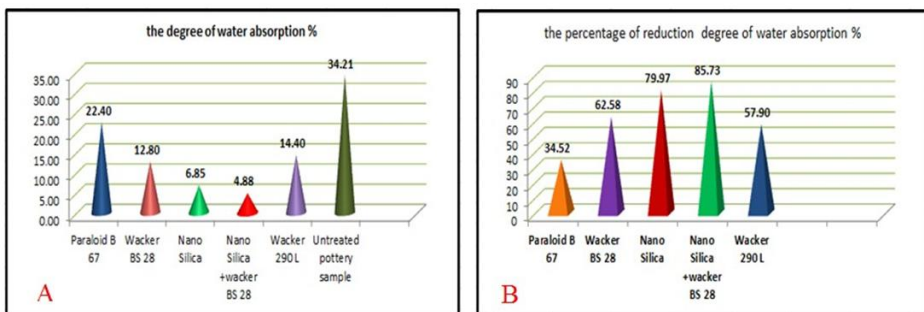 the degree of water absorption %
35.00
30.00
25.00
20.00
15.00
10.00
5.00
0.00
22.40
12.80
6.85
4.88
14.40
34.21
Paraloid B
67
Wacker
BS 28
Nano
Silica
Nano
Silica
+wacker
BS 28
Wacker
290 L
Untreated
pottery
sample
A
the percentage of reduction degree of water absorption %
90
80
70
60
50
40
30
20
10
0
34.52
62.58
79.97
85.73
57.90
Paraloid B
67
Wacker
BS 28
Nano
Silica
Nano
Silica
+wacker
BS 28
Wacker
290 L
B